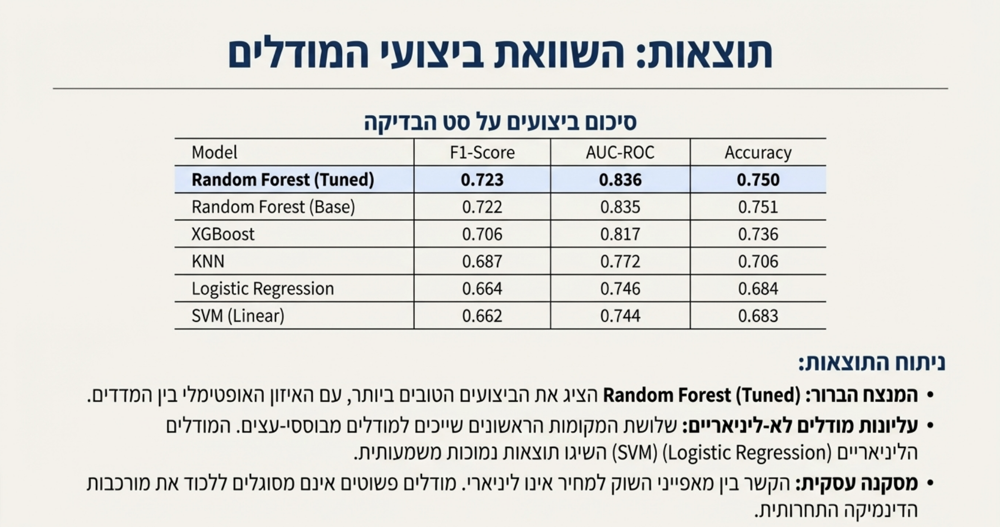 תוצאות: השוואת ביצועי המודלים
סיכום ביצועים על סט הבדיקה
Model F1-Score AUC-ROC Accuracy
Random Forest (Tuned) 0.723 0.836 0.750
Random Forest (Base) 0.722 0.835 0.751
XGBoost 0.706 0.817 0.736
KNN 0.687 0.772 0.706
Logistic Regression 0.664 0.746 0.684
SVM (Linear) 0.662 0.744 0.683
ניתוח התוצאות:
• המנצח הברור: Random Forest (Tuned) הציג את הביצועים הטובים ביותר, עם האיזון האופטימלי בין המדדים.
• עליונות מודלים לא-ליניאריים: שלושת המקומות הראשונים שייכים למודלים מבוססי-עצים. המודלים
הליניאריים (Logistic Regression) (SVM) השיגו תוצאות נמוכות משמעותית.
• מסקנה עסקית: הקשר בין מאפייני השוק למחיר אינו ליניארי. מודלים פשוטים אינם מסוגלים ללכוד את מורכבות
הדינמיקה התחרותית.